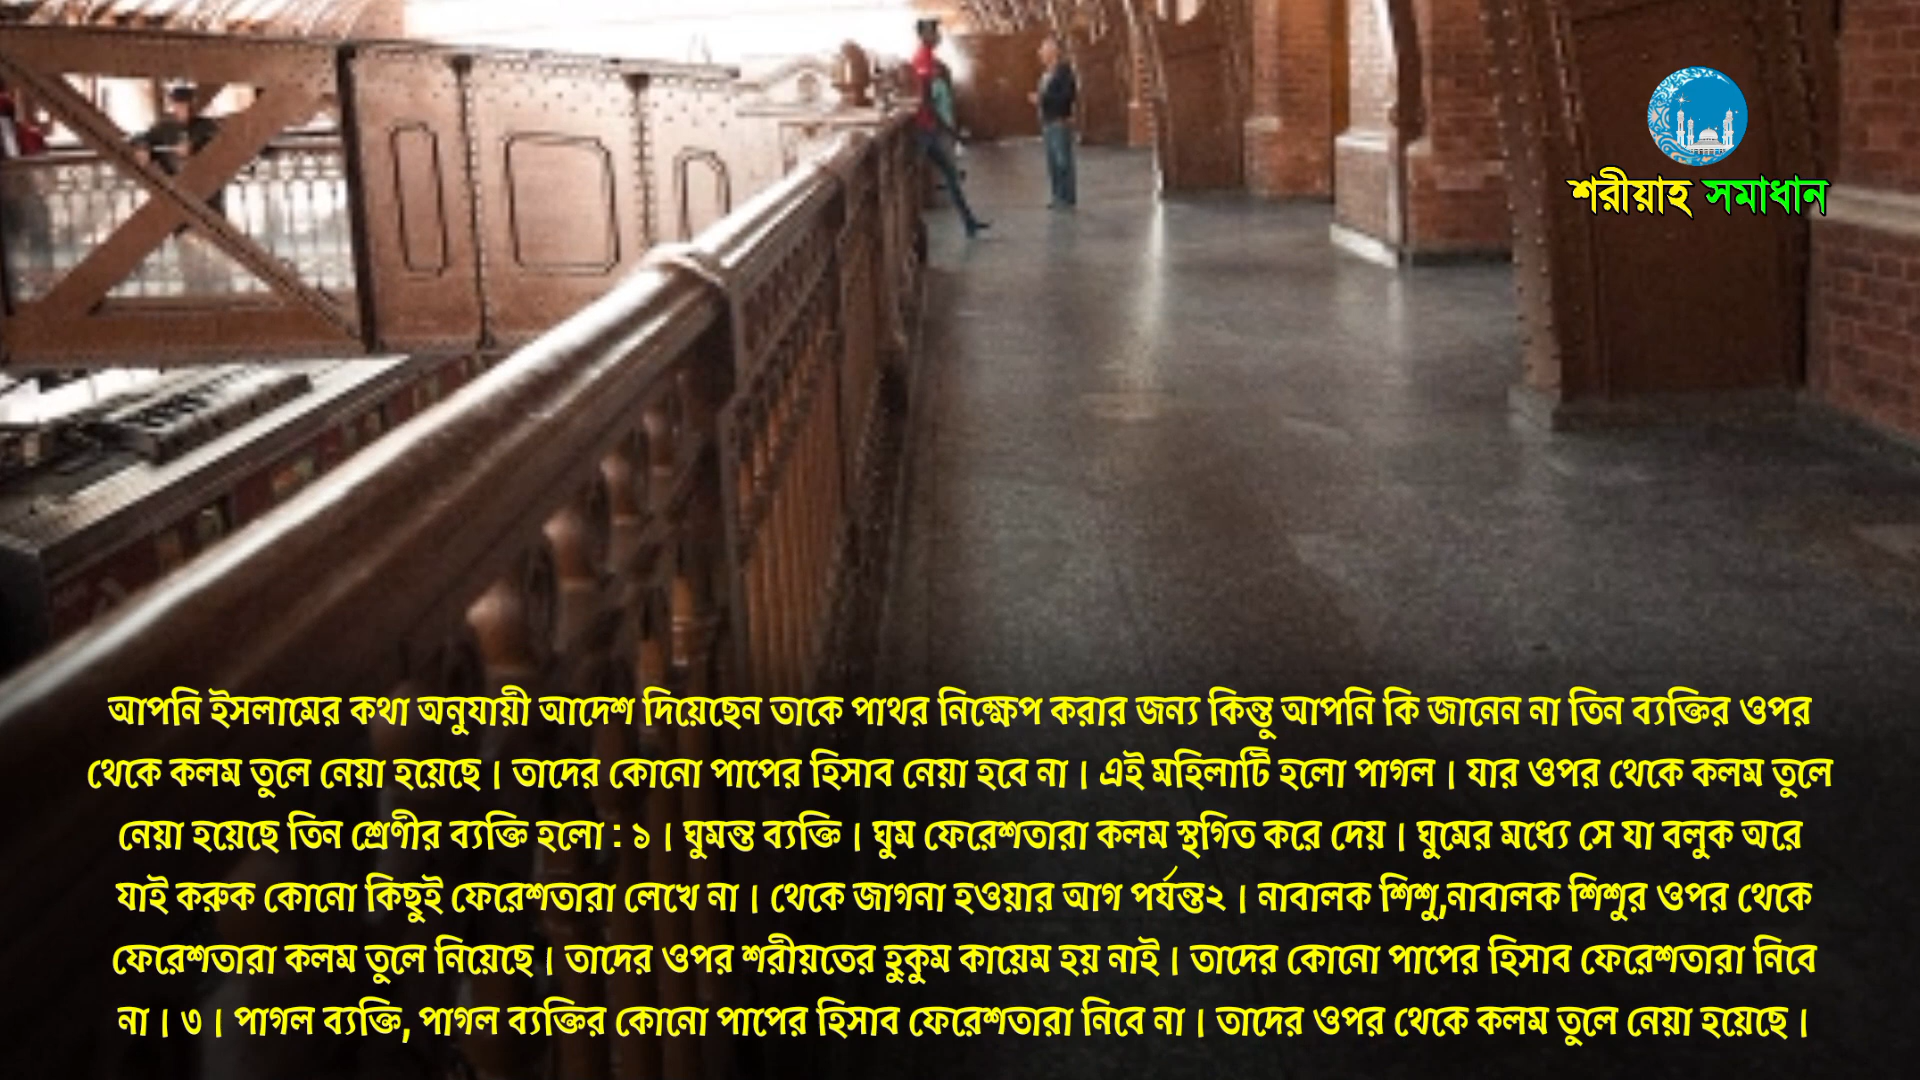 শরীয়াহ সমাধান
আপনি ইসলামের কথা অনুযায়ী আদেশ দিয়েছেন তাকে পাথর নিক্ষেপ করার জন্য কিন্তু আপনি কি জানেন না তিন ব্যক্তির ওপর
থেকে কলম তুলে নেয়া হয়েছে। তাদের কোনো পাপের হিসাব নেয়া হবে না। এই মহিলাটি হলো পাগল। যার ওপর থেকে কলম তুলে
নেয়া হয়েছে তিন শ্রেণীর ব্যক্তি হলো : ১। ঘুমন্ত ব্যক্তি। ঘুম ফেরেশতারা কলম স্থগিত করে দেয়। ঘুমের মধ্যে সে যা বলুক অরে
যাই করুক কোনো কিছুই ফেরেশতারা লেখে না। থেকে জাগনা হওয়ার আগ পর্যন্ত২। নাবালক শিশু,নাবালক শিশুর ওপর থেকে
ফেরেশতারা কলম তুলে নিয়েছে। তাদের ওপর শরীয়তের হুকুম কায়েম হয় নাই। তাদের কোনো পাপের হিসাব ফেরেশতারা নিবে
না। ৩। পাগল ব্যক্তি, পাগল ব্যক্তির কোনো পাপের হিসাব ফেরেশতারা নিবে না। তাদের ওপর থেকে কলম তুলে নেয়া হয়েছে।